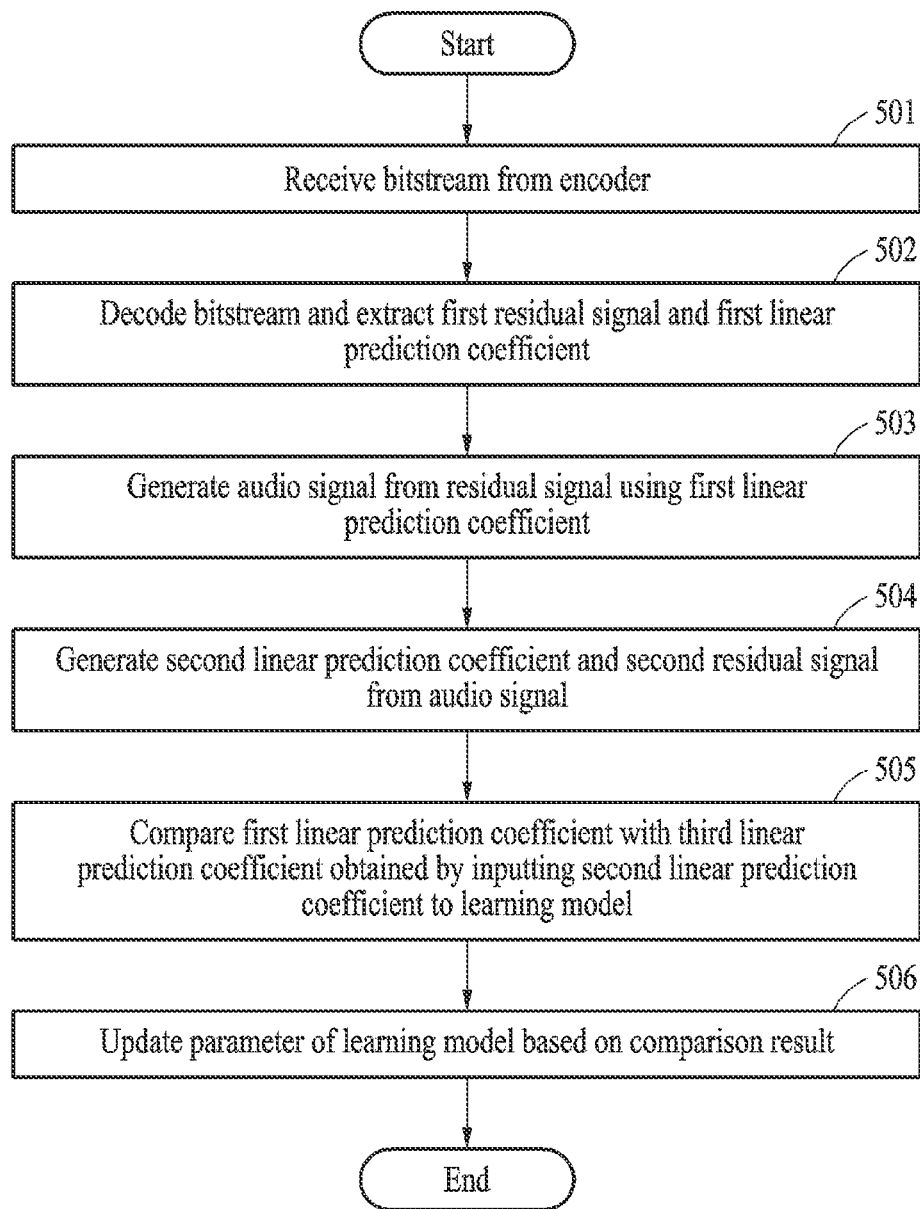 Start
501
Receive bitstream from encoder
502
Decode bitstream and extract first residual signal and first linear
prediction coefficient
503
Generate audio signal from residual signal using first linear
prediction coefficient
504
Generate second linear prediction coefficient and second residual signal
from audio signal
505
Compare first linear prediction coefficient with third linear
prediction coefficient obtained by inputting second linear prediction
coefficient to learning model
506
Update parameter of learning model based on comparison result
End